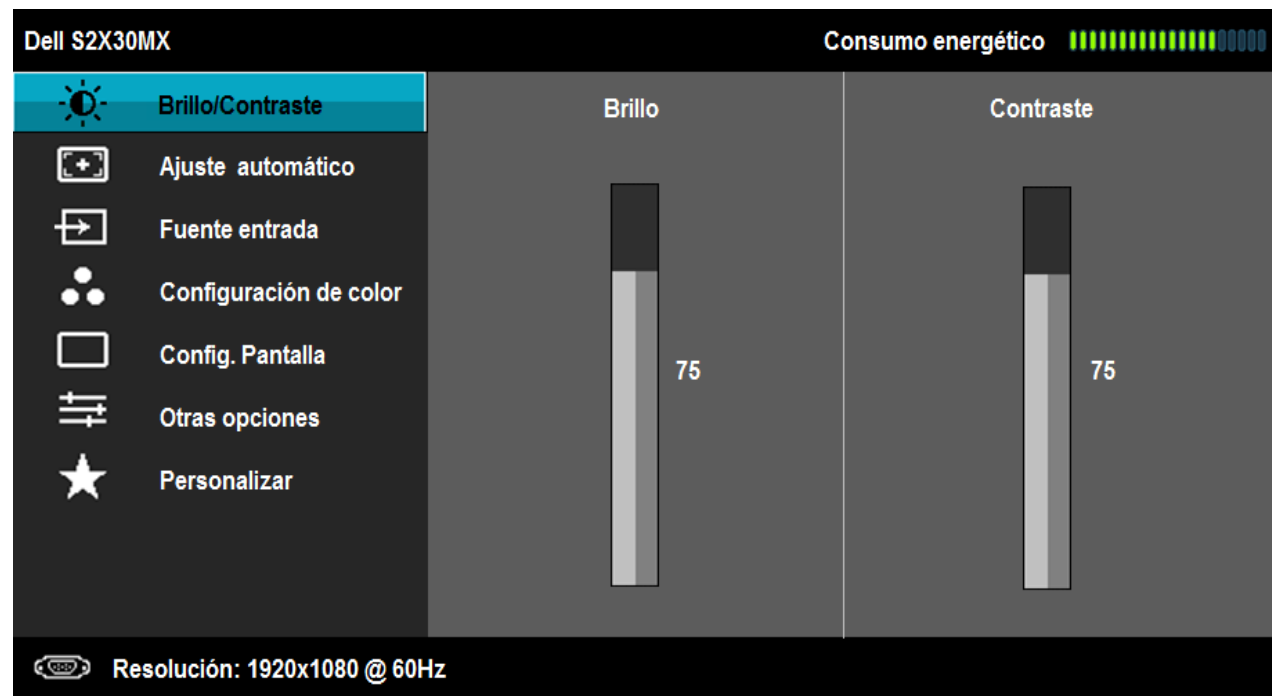 Dell S2X30MX
Consumo energético
Brillo/Contraste
Ajuste automático
Fuente entrada
Configuración de color
Config. Pantalla
Otras opciones
Personalizar
Brillo
75
Contraste
75
Resolución: 1920x1080 @ 60Hz